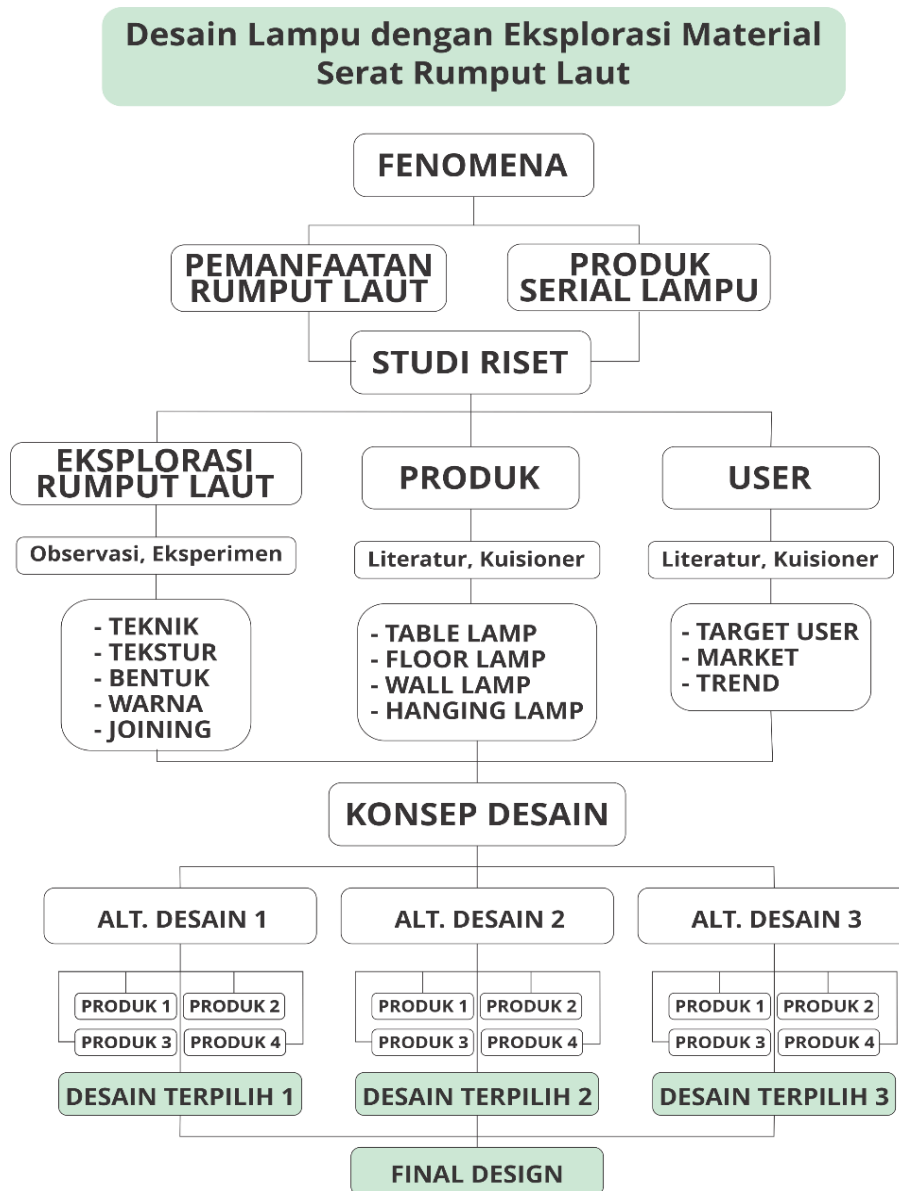 Desain Lampu dengan Eksplorasi Material
Serat Rumput Laut
FENOMENA
PEMANFAATAN
RUMPUT LAUT
PRODUK
SERIAL LAMPU
STUDI RISET
EKSPLORASI
RUMPUT LAUT
PRODUK
USER
Observasi, Eksperimen
Literatur, Kuisioner
Literatur, Kuisioner
- TEKNIK
- TEKSTUR
- BENTUK
- WARNA
- JOINING
- TABLE LAMP
- FLOOR LAMP
- WALL LAMP
- HANGING LAMP
- TARGET USER
- MARKET
- TREND
KONSEP DESAIN
ALT. DESAIN 1
ALT. DESAIN 2
ALT. DESAIN 3
PRODUK 1
PRODUK 2
PRODUK 3
PRODUK 4
PRODUK 1
PRODUK 2
PRODUK 3
PRODUK 4
PRODUK 1
PRODUK 2
PRODUK 3
PRODUK 4
DESAIN TERPILIH 1
DESAIN TERPILIH 2
DESAIN TERPILIH 3
FINAL DESIGN